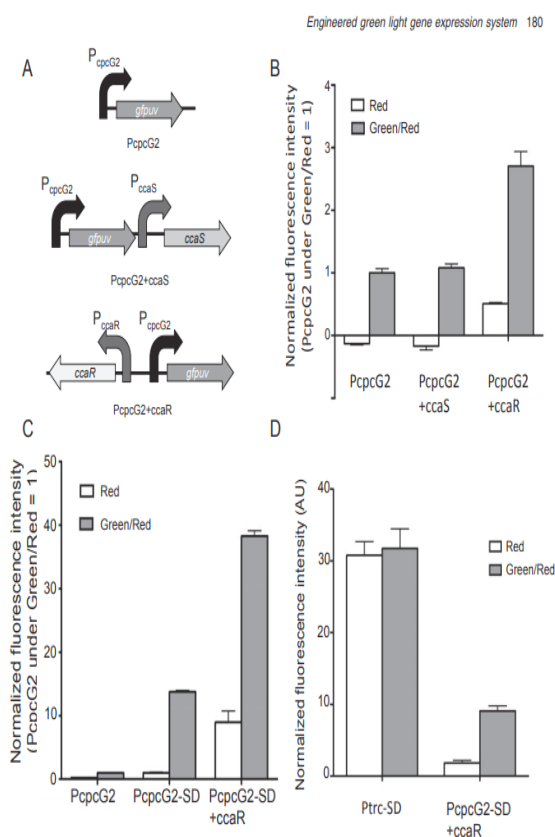 Engineered green light gene expression system 180
A
PcpcG2
gfpuv
PcpcG2
PcpcG2
PccaS
gfpuv
ccaS
PcpcG2+ccaS
PccaR
PcpcG2
ccaR
gfpuv
PcpcG2+ccaR
B
Normalized fluorescence intensity
(PcpcG2 under Green/Red = 1)
4
3
2
1
0
Red
Green/Red
PcpcG2
PcpcG2
+ccaS
PcpcG2
+ccaR
C
Normalized fluorescence intensity
(PcpcG2 under Green/Red = 1)
50
40
30
20
10
0
Red
Green/Red
PcpcG2
PcpcG2-SD
PcpcG2-SD
+ccaR
D
Normalized fluorescence intensity (AU)
40
30
20
10
0
Red
Green/Red
Ptrc-SD
PcpcG2-SD
+ccaR